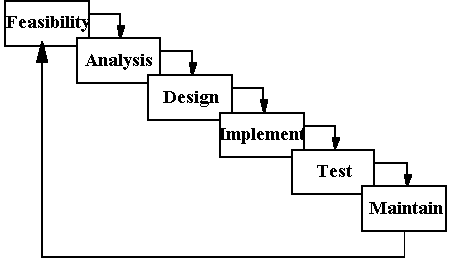 Feasibility
Analysis
Design
Implement
Test
Maintain